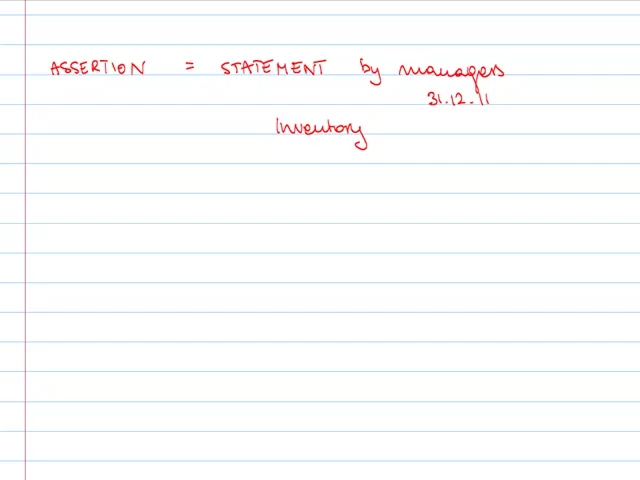 ASSERTION = STATEMENT by managers
31.12.11
Inventory